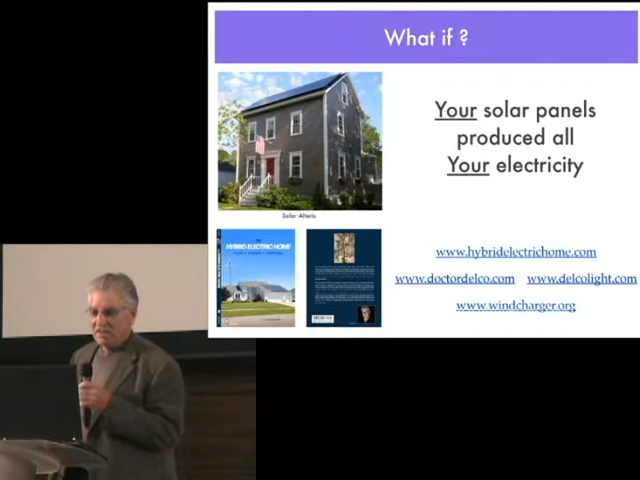 What if ?
Your solar panels
produced all
Your electricity
Solar Alteris
HYBRID ELECTRIC HOME
www.hybridelectrichome.com
www.doctordelco.com www.delcolight.com
www.windcharger.org